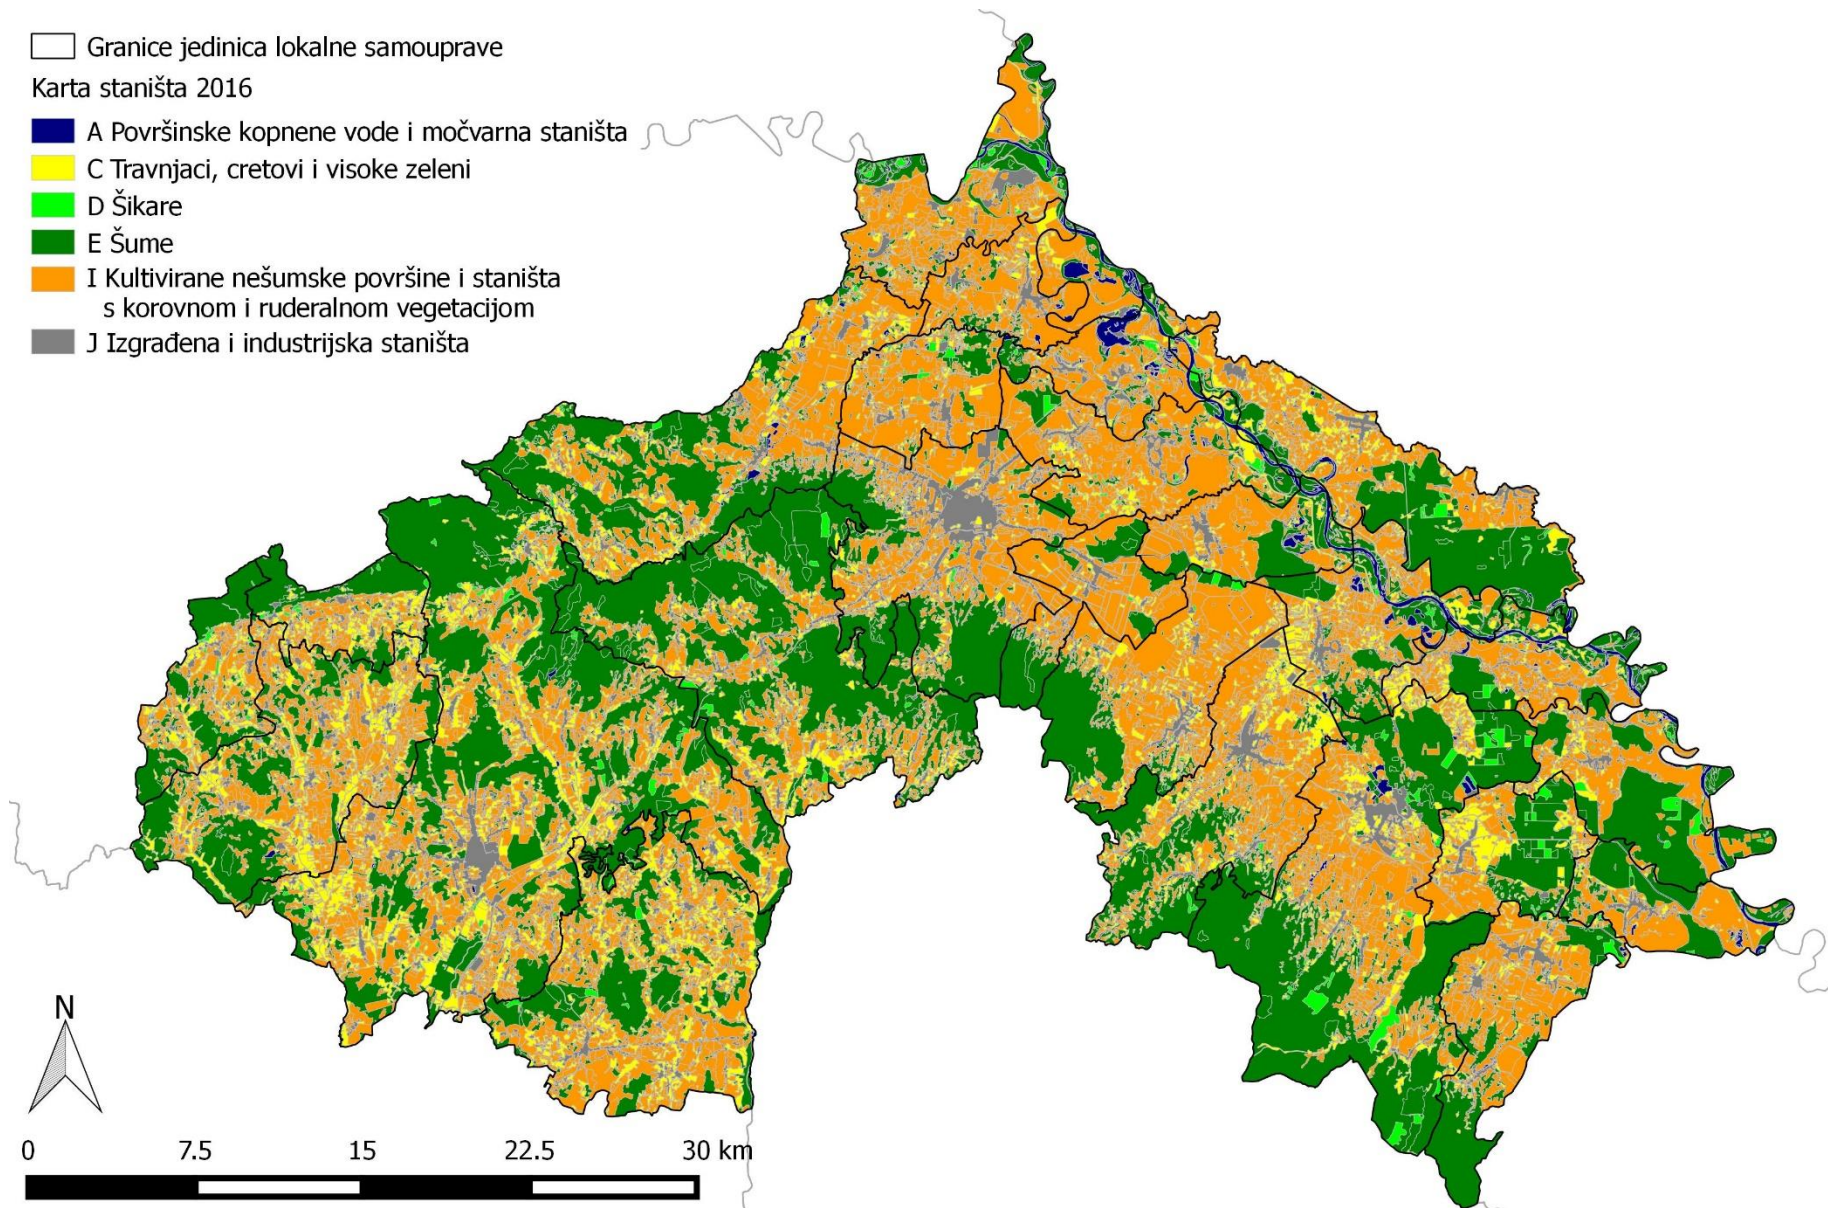 Granice jedinica lokalne samouprave
Karta staništa 2016
A Površinske kopnene vode i močvarna staništa
C Travnjaci, cretovi i visoke zeleni
D Šikare
E Šume
I Kultivirane nešumske površine i staništa
s korovnom i ruderalnom vegetacijom
J Izgrađena i industrijska staništa
N
0 7.5 15 22.5 30 km